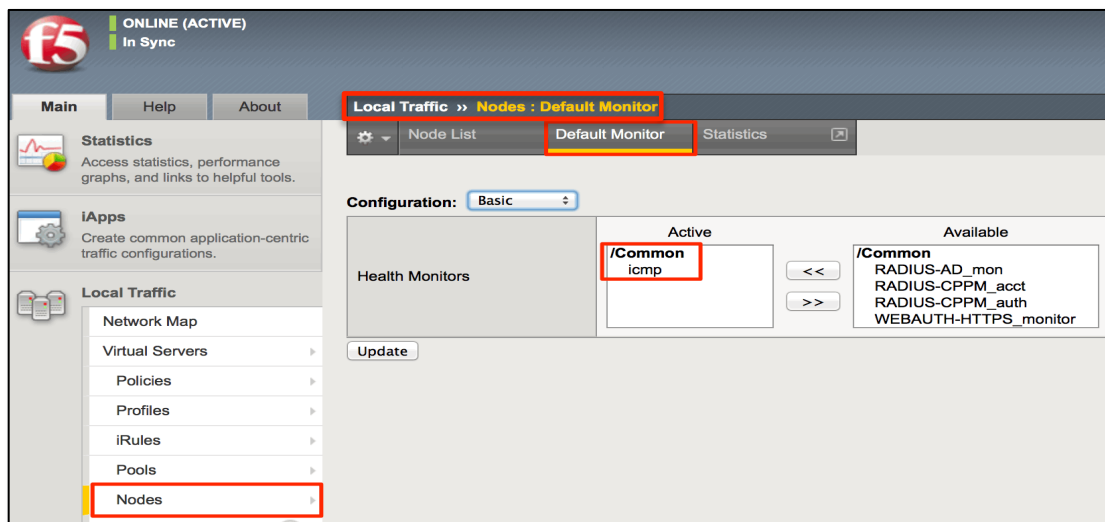 f5
ONLINE (ACTIVE)
In Sync
Main
Help
About
Local Traffic ›› Nodes : Default Monitor
Node List
Default Monitor
Statistics
Statistics
Access statistics, performance
graphs, and links to helpful tools.
iApps
Create common application-centric
traffic configurations.
Local Traffic
Network Map
Virtual Servers
Policies
Profiles
iRules
Pools
Nodes
Configuration: Basic
Health Monitors
Active
/Common
icmp
<<
>>
Available
/Common
RADIUS-AD_mon
RADIUS-CPPM_acct
RADIUS-CPPM_auth
WEBAUTH-HTTPS_monitor
Update